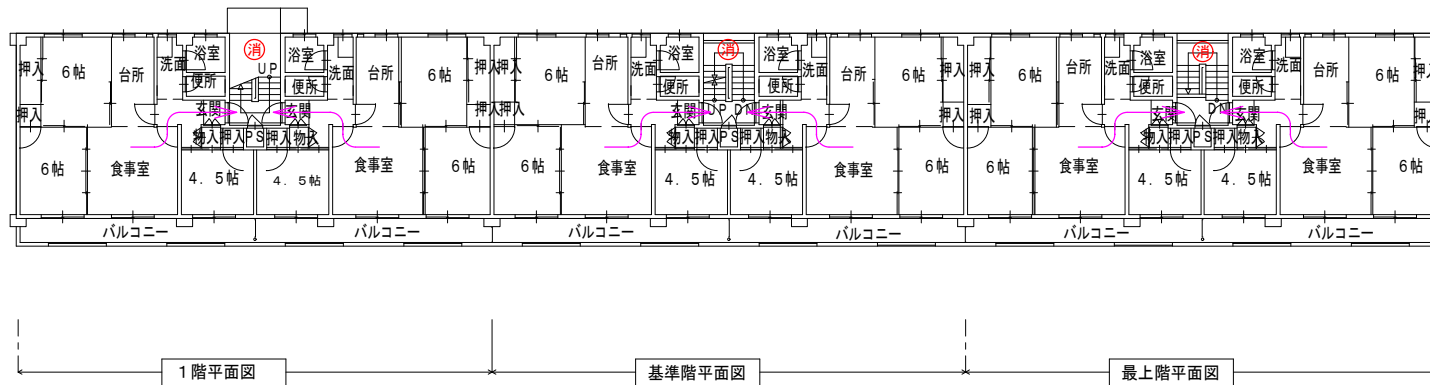 消 消 消
浴室 浴室 浴室 浴室 浴室 浴室
押入 6帖 台所 洗面 UP 洗面 台所 6帖 押入 押入 6帖 台所 洗面 洗面 台所 6帖 押入 押入 6帖 台所 洗面 洗面 台所 6帖 押入
便所 便所 便所 便所 便所 便所
押入 玄関 玄関 押入 押入 玄関 UP D 玄関 押入 押入 玄関 D 玄関 押入
物入 押入 PS 押入 物入 物入 押入 PS 押入 物入 物入 押入 PS 押入 物入
6帖 食事室 4.5帖 4.5帖 食事室 6帖 6帖 食事室 4.5帖 4.5帖 食事室 6帖 6帖 食事室 4.5帖 4.5帖 食事室 6帖
バルコニー バルコニー バルコニー バルコニー バルコニー バルコニー
1階平面図 基準階平面図 最上階平面図